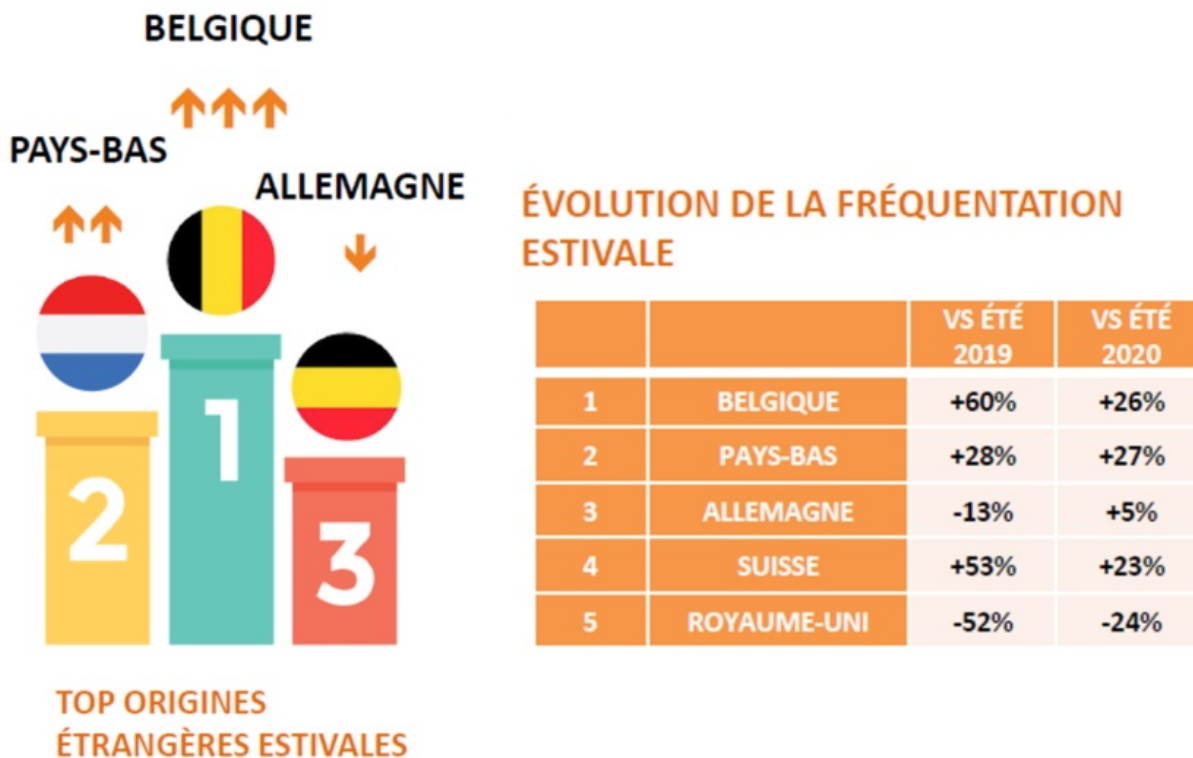 BELGIQUE
PAYS-BAS
ALLEMAGNE
2
1
3
TOP ORIGINES
ÉTRANGÈRES ESTIVALES
ÉVOLUTION DE LA FRÉQUENTATION
ESTIVALE
VS ÉTÉ 2019 VS ÉTÉ 2020
1 BELGIQUE +60% +26%
2 PAYS-BAS +28% +27%
3 ALLEMAGNE -13% +5%
4 SUISSE +53% +23%
5 ROYAUME-UNI -52% -24%